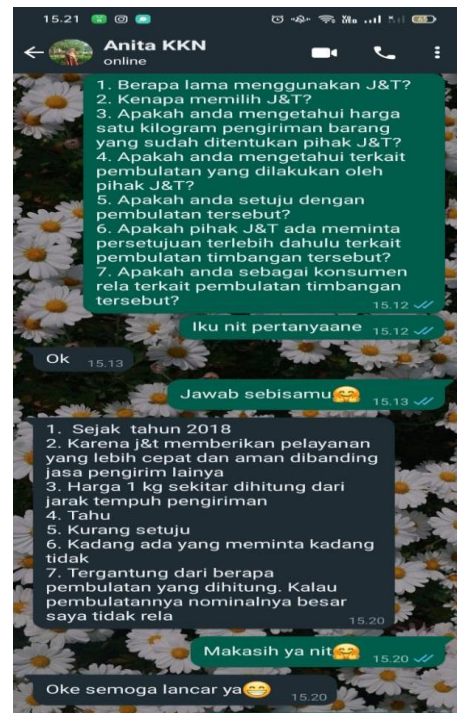 15.21
Anita KKN
online
1. Berapa lama menggunakan J&T?
2. Kenapa memilih J&T?
3. Apakah anda mengetahui harga
satu kilogram pengiriman barang
yang sudah ditentukan pihak J&T?
4. Apakah anda mengetahui terkait
pembulatan yang dilakukan oleh
pihak J&T?
5. Apakah anda setuju dengan
pembulatan tersebut?
6. Apakah pihak J&T ada meminta
persetujuan terlebih dahulu terkait
pembulatan timbangan tersebut?
7. Apakah anda sebagai konsumen
rela terkait pembulatan timbangan
tersebut?
15.12
Iku nit pertanyaane 15.12
Ok 15.13
Jawab sebisamu🤗 15.13
1. Sejak tahun 2018
2. Karena j&t memberikan pelayanan
yang lebih cepat dan aman dibanding
jasa pengirim lainya
3. Harga 1 kg sekitar dihitung dari
jarak tempuh pengiriman
4. Tahu
5. Kurang setuju
6. Kadang ada yang meminta kadang
tidak
7. Tergantung dari berapa
pembulatan yang dihitung. Kalau
pembulatannya nominalnya besar
saya tidak rela
15.20
Makasih ya nit🤗 15.20
Oke semoga lancar ya😁 15.20